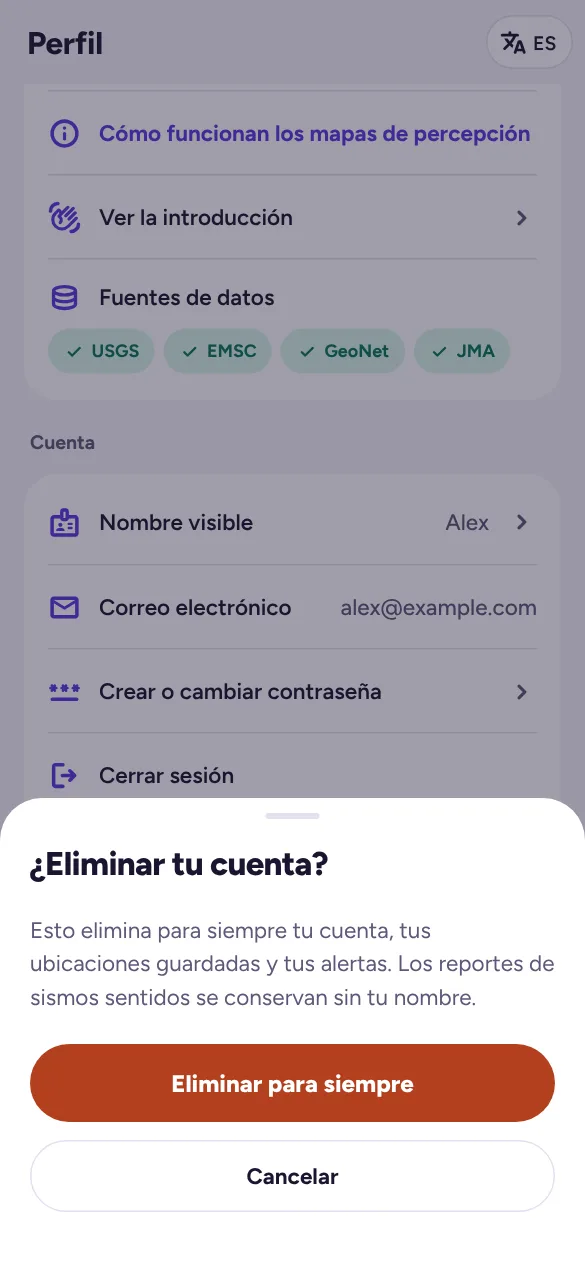 Perfil
ES
Cómo funcionan los mapas de percepción
Ver la introducción
Fuentes de datos
USGS
EMSC
GeoNet
JMA
Cuenta
Nombre visible
Alex
Correo electrónico
alex@example.com
Crear o cambiar contraseña
Cerrar sesión
¿Eliminar tu cuenta?
Esto elimina para siempre tu cuenta, tus
ubicaciones guardadas y tus alertas. Los reportes de
sismos sentidos se conservan sin tu nombre.
Eliminar para siempre
Cancelar